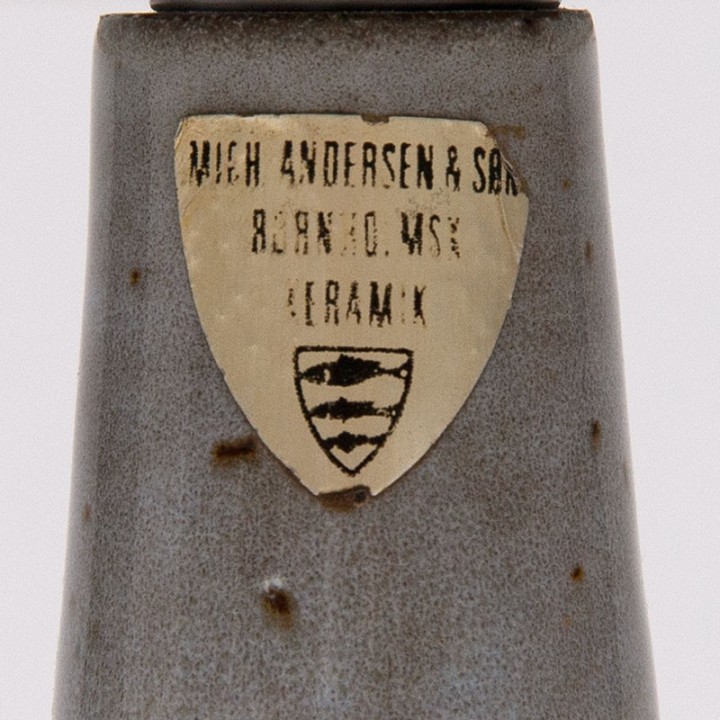 MICH. ANDERSEN & SØN
BORNHOLMSK
KERAMIK